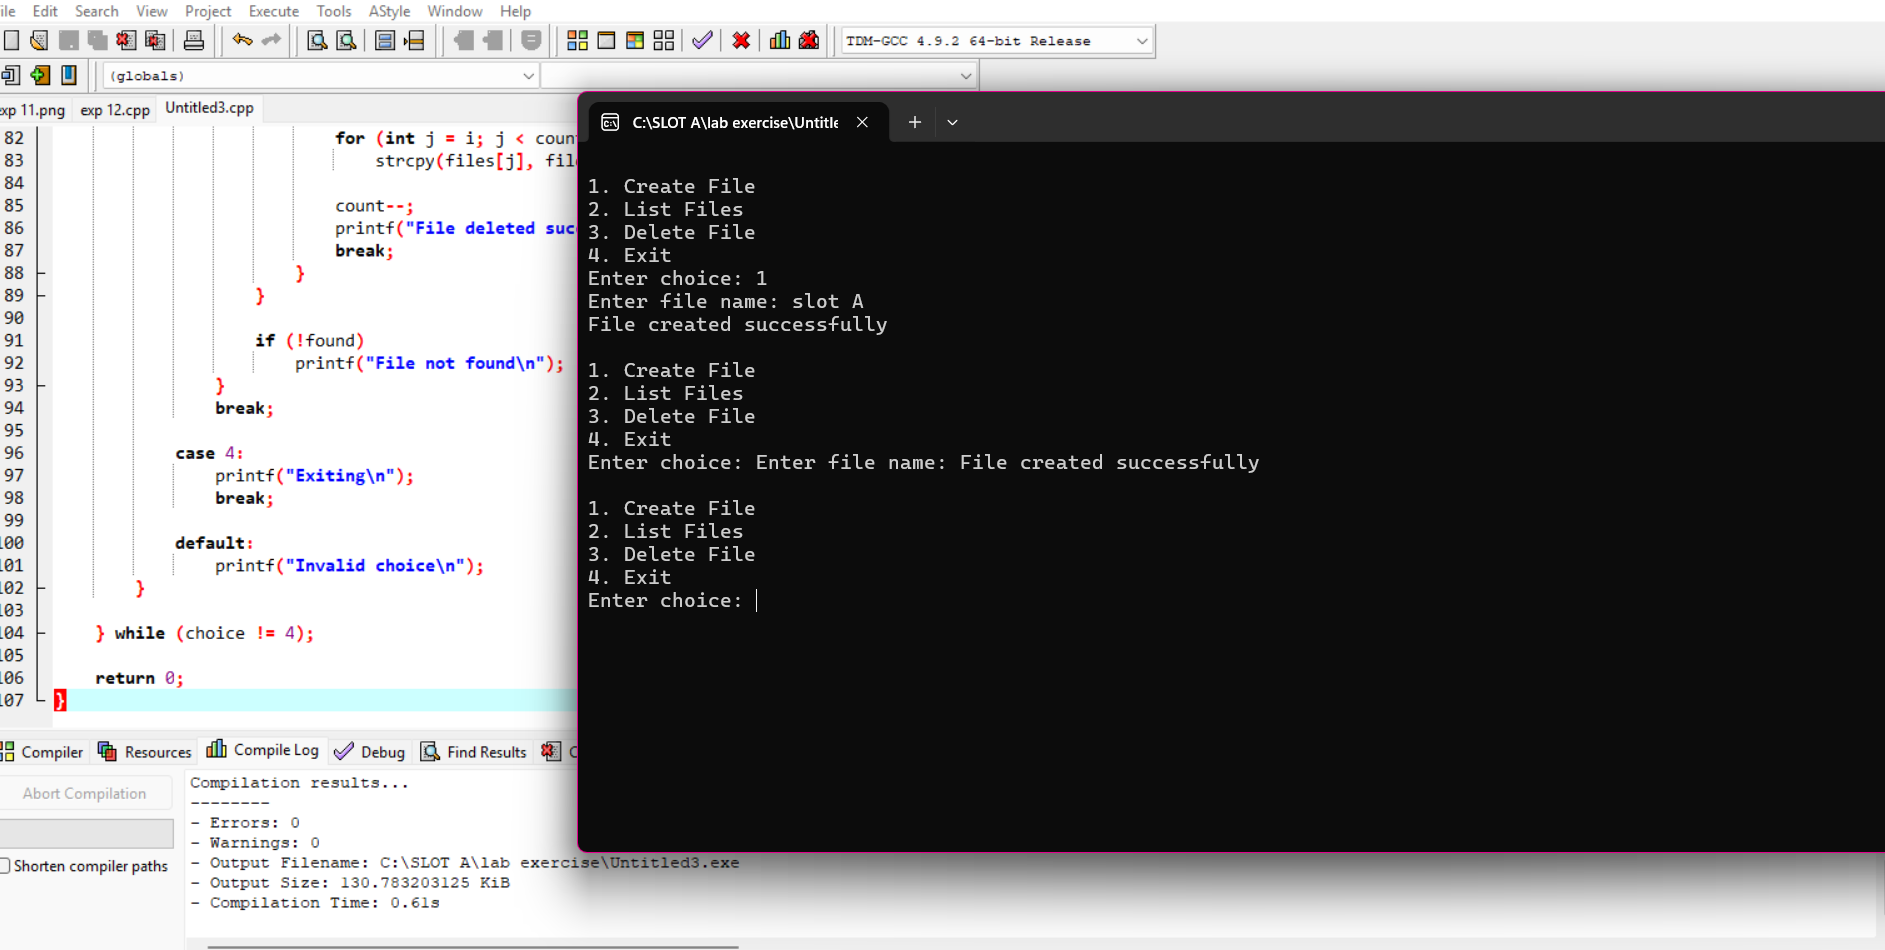 ile Edit Search View Project Execute Tools AStyle Window Help
TDM-GCC 4.9.2 64-bit Release
(globals)
exp 11.png exp 12.cpp Untitled3.cpp
82 for (int j = i; j < coun
83 strcpy(files[j], fil
84
85 count--;
86 printf("File deleted suc
87 break;
88 }
89 }
90
91 if (!found)
92 printf("File not found\n");
93 }
94 break;
95
96 case 4:
97 printf("Exiting\n");
98 break;
99
100 default:
101 printf("Invalid choice\n");
102 }
103
104 } while (choice != 4);
105
106 return 0;
107 }
C:\SLOT A\lab exercise\Untitle
1. Create File
2. List Files
3. Delete File
4. Exit
Enter choice: 1
Enter file name: slot A
File created successfully
1. Create File
2. List Files
3. Delete File
4. Exit
Enter choice: Enter file name: File created successfully
1. Create File
2. List Files
3. Delete File
4. Exit
Enter choice:
Compiler Resources Compile Log Debug Find Results C
Abort Compilation
Shorten compiler paths
Compilation results...
--------
- Errors: 0
- Warnings: 0
- Output Filename: C:\SLOT A\lab exercise\Untitled3.exe
- Output Size: 130.783203125 KiB
- Compilation Time: 0.61s